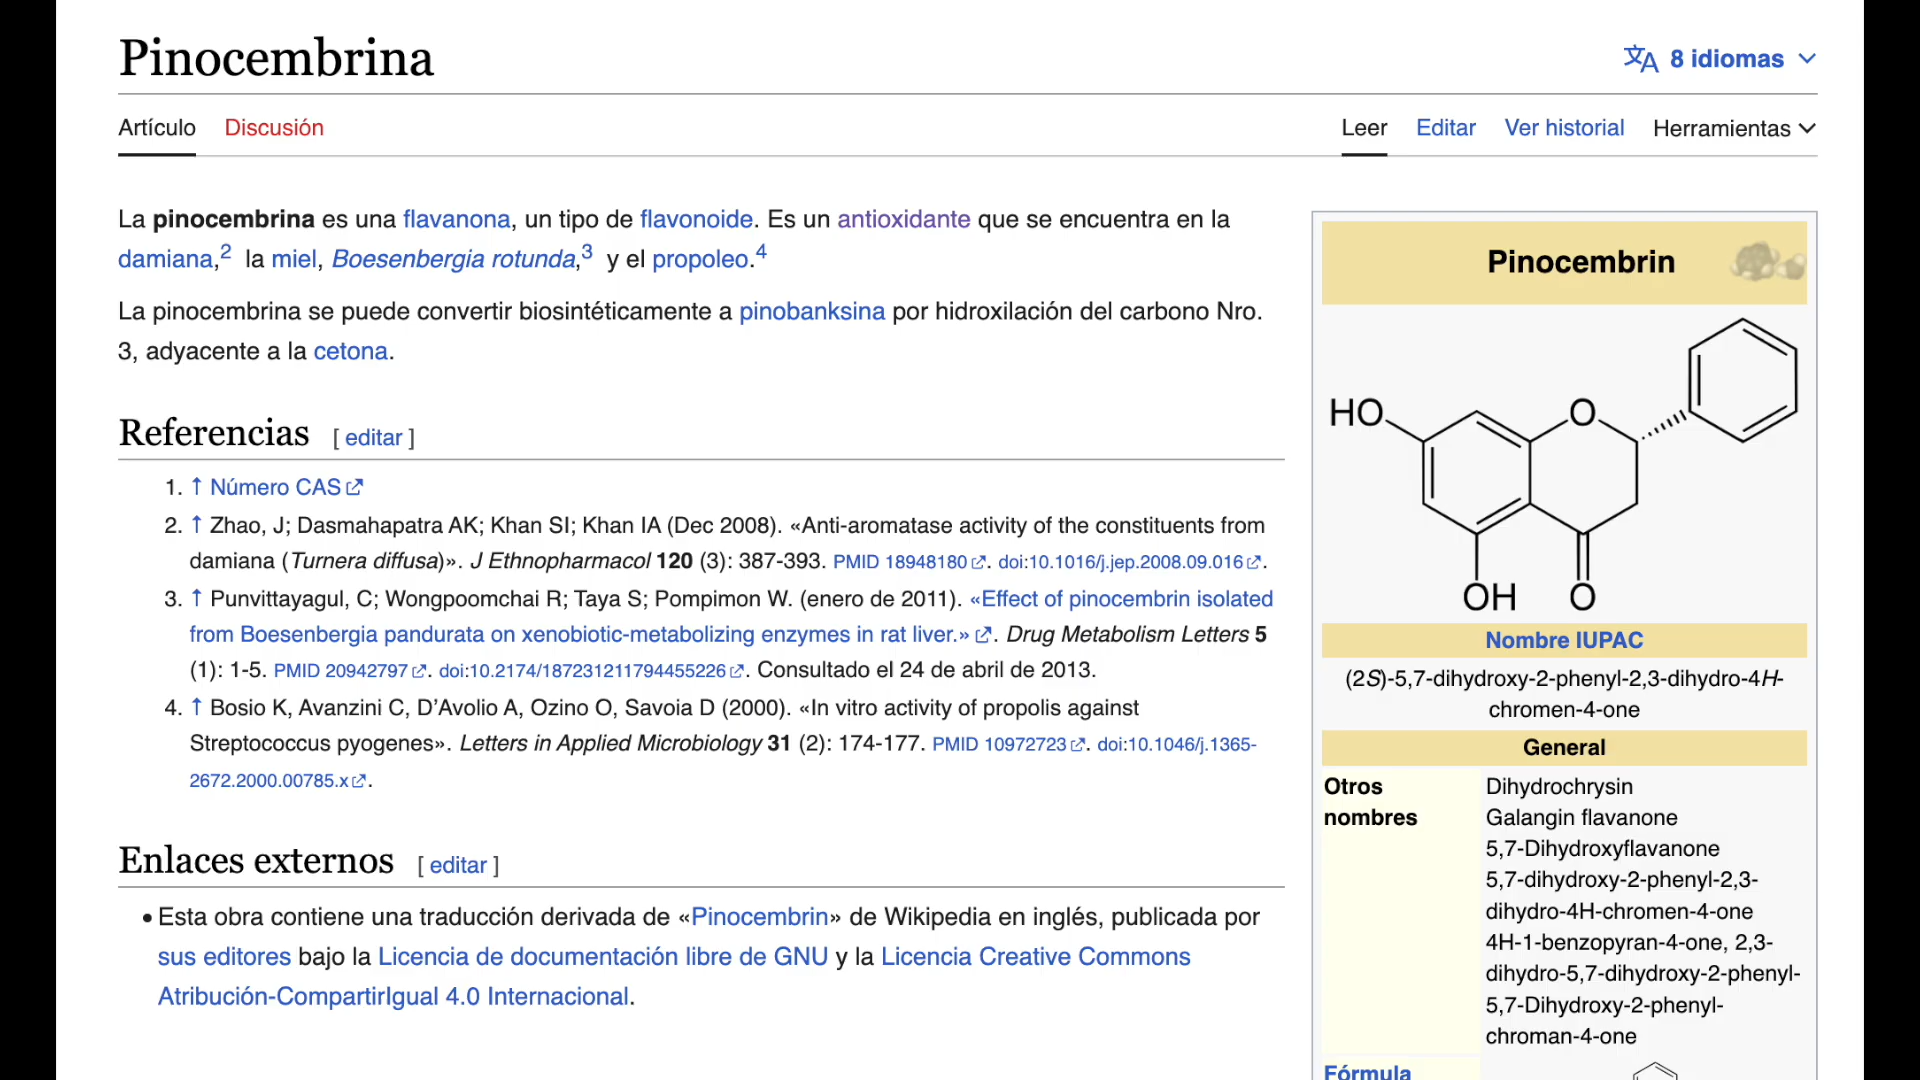 Pinocembrina
文A 8 idiomas
Artículo Discusión Leer Editar Ver historial Herramientas
La pinocembrina es una flavanona, un tipo de flavonoide. Es un antioxidante que se encuentra en la
damiana,2 la miel, Boesenbergia rotunda,3 y el propoleo.4
La pinocembrina se puede convertir biosintéticamente a pinobanksina por hidroxilación del carbono Nro.
3, adyacente a la cetona.
Referencias [ editar ]
1. ↑ Número CAS
2. ↑ Zhao, J; Dasmahapatra AK; Khan SI; Khan IA (Dec 2008). «Anti-aromatase activity of the constituents from
damiana (Turnera diffusa)». J Ethnopharmacol 120 (3): 387-393. PMID 18948180. doi:10.1016/j.jep.2008.09.016.
3. ↑ Punvittayagul, C; Wongpoomchai R; Taya S; Pompimon W. (enero de 2011). «Effect of pinocembrin isolated
from Boesenbergia pandurata on xenobiotic-metabolizing enzymes in rat liver.». Drug Metabolism Letters 5
(1): 1-5. PMID 20942797. doi:10.2174/187231211794455226. Consultado el 24 de abril de 2013.
4. ↑ Bosio K, Avanzini C, D’Avolio A, Ozino O, Savoia D (2000). «In vitro activity of propolis against
Streptococcus pyogenes». Letters in Applied Microbiology 31 (2): 174-177. PMID 10972723. doi:10.1046/j.1365-
2672.2000.00785.x.
Enlaces externos [ editar ]
• Esta obra contiene una traducción derivada de «Pinocembrin» de Wikipedia en inglés, publicada por
sus editores bajo la Licencia de documentación libre de GNU y la Licencia Creative Commons
Atribución-CompartirIgual 4.0 Internacional.
Pinocembrin
HO O
OH O
Nombre IUPAC
(2S)-5,7-dihydroxy-2-phenyl-2,3-dihydro-4H-
chromen-4-one
General
Otros Dihydrochrysin
nombres Galangin flavanone
5,7-Dihydroxyflavanone
5,7-dihydroxy-2-phenyl-2,3-
dihydro-4H-chromen-4-one
4H-1-benzopyran-4-one, 2,3-
dihydro-5,7-dihydroxy-2-phenyl-
5,7-Dihydroxy-2-phenyl-
chroman-4-one
Fórmula